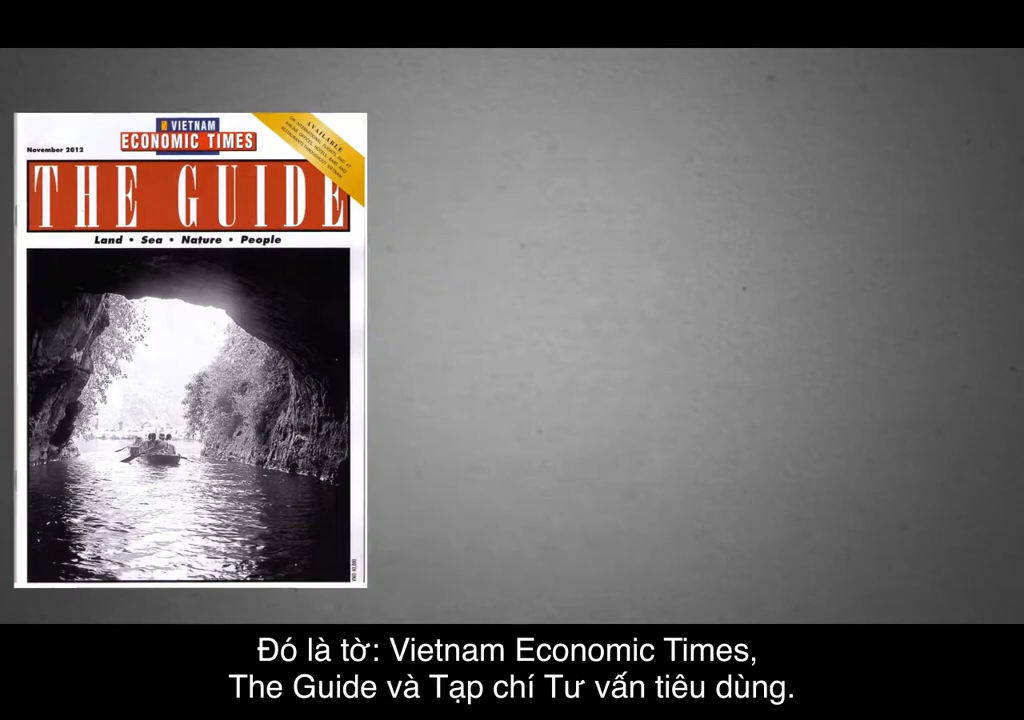 VIETNAM
ECONOMIC TIMES
November 2012
AVAILABLE
THE GUIDE
Land • Sea • Nature • People
Đó là tờ: Vietnam Economic Times,
The Guide và Tạp chí Tư vấn tiêu dùng.